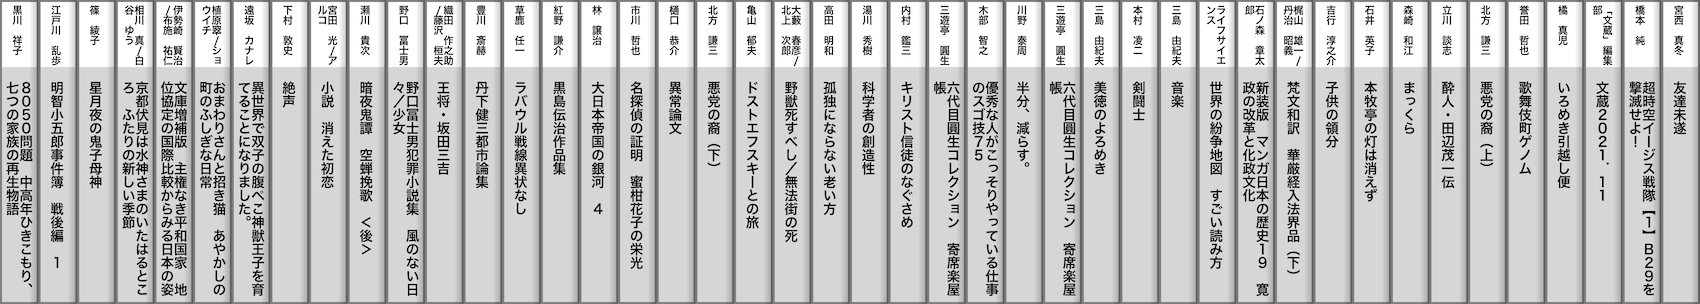 宮西　真冬
友達未遂
橋本　純
超時空イージス戦隊【１】Ｂ２９を
撃滅せよ！
「文蔵」編集
部
文蔵２０２１．１１
橘　真児
いろめき引越し便
誉田　哲也
歌舞伎町ゲノム
北方　謙三
悪党の裔（上）
立川　談志
酔人・田辺茂一伝
森崎　和江
まっくら
石井　英子
本牧亭の灯は消えず
吉行　淳之介
子供の領分
梶山　雄一/
丹治　昭義/
梵文和訳　華厳経入法界品（下）
石ノ森　章太
郎
新装版　マンガ日本の歴史１９　寛
政の改革と化政文化
ライフサイエ
ンス
世界の紛争地図　すごい読み方
三島　由紀夫
音楽
本村　凌二
剣闘士
三島　由紀夫
美徳のよろめき
三遊亭　圓生
六代目圓生コレクション　寄席楽屋
帳
川野　泰周
半分、減らす。
木部　智之
優秀な人がこっそりやっている仕事
のスゴ技７５
三遊亭　圓生
六代目圓生コレクション　寄席楽屋
帳
内村　鑑三
キリスト信徒のなぐさめ
湯川　秀樹
科学者の創造性
高田　明和
孤独にならない老い方
大藪　春彦/
北上　次郎
野獣死すべし／無法街の死
亀山　郁夫
ドストエフスキーとの旅
北方　謙三
悪党の裔（下）
樋口　恭介
異常論文
市川　哲也
名探偵の証明　蜜柑花子の栄光
林　譲治
大日本帝国の銀河　４
紅野　謙介
黒島伝治作品集
草鹿　任一
ラバウル戦線異状なし
豊川　斎赫
丹下健三都市論集
織田　作之助
/藤沢　桓夫
王将・坂田三吉
野口　冨士男
野口冨士男犯罪小説集　風のない日
々／少女
瀬川　貴次
暗夜鬼譚　空蝉挽歌　＜後＞
宮田　光/ア
ルコ
小説　消えた初恋
下村　敦史
絶声
遠坂　カナレ
異世界で双子の腹ぺこ神獣王子を育
てることになりました。
植原翠/ショ
ウイチ
おまわりさんと招き猫　あやかしの
町のふしぎな日常
伊勢崎　賢治
/布施　祐仁
文庫増補版　主権なき平和国家　地
位協定の国際比較からみる日本の姿
相川　真/白
谷　ゆう
京都伏見は水神さまのいたはるとこ
ろ　ふたりの新しい季節
篠　綾子
星月夜の鬼子母神
江戸川　乱歩
明智小五郎事件簿　戦後編　１
黒川　祥子
８０５０問題　中高年ひきこもり、
七つの家族の再生物語